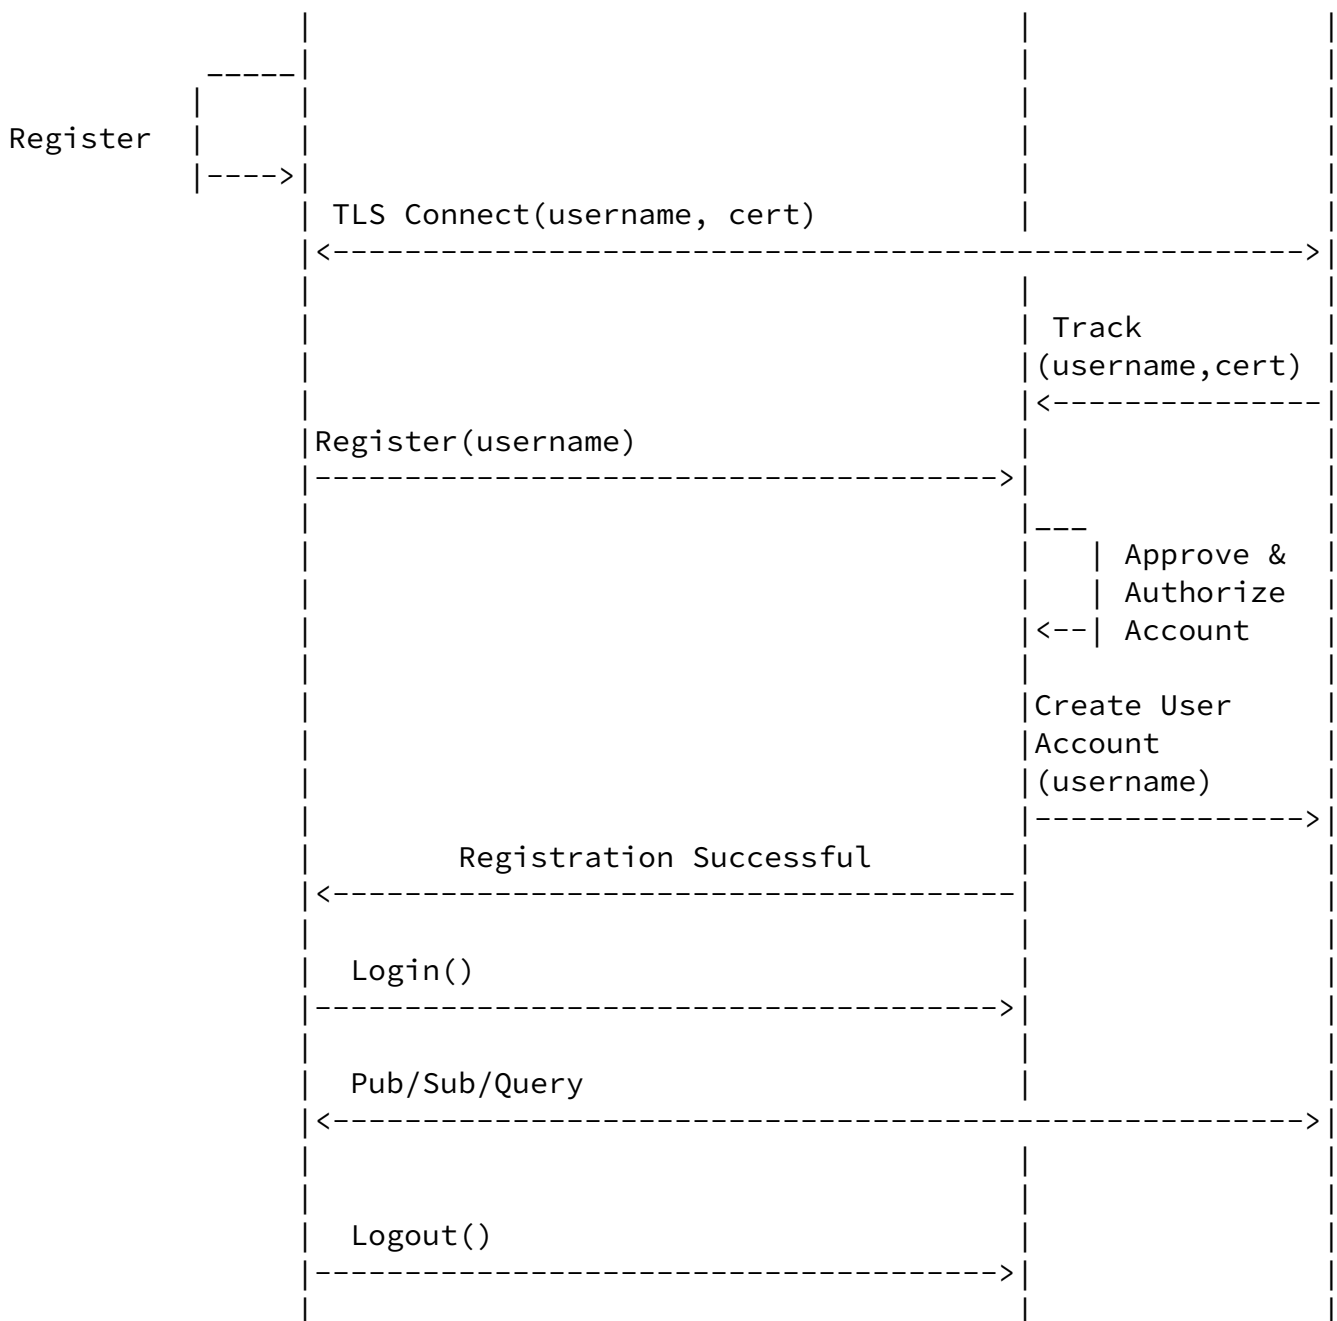 Register
TLS Connect(username, cert)
Track
(username,cert)
Register(username)
Approve &
Authorize
Account
Create User
Account
(username)
Registration Successful
Login()
Pub/Sub/Query
Logout()